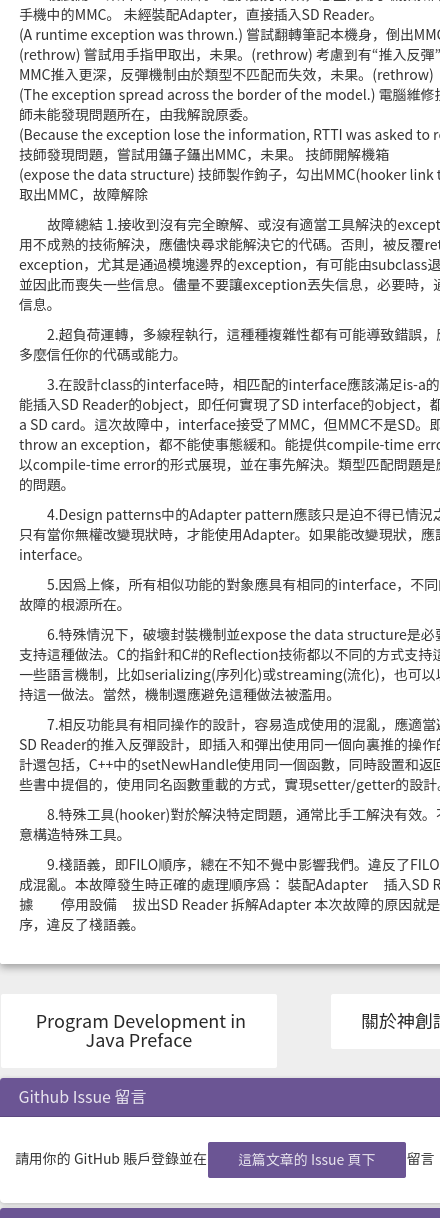 手機中的MMC。 未經裝配Adapter，直接插入SD Reader。
(A runtime exception was thrown.) 嘗試翻轉筆記本機身，倒出MMC
(rethrow) 嘗試用手指甲取出，未果。(rethrow) 考慮到有“推入反彈”
MMC推入更深，反彈機制由於類型不匹配而失效，未果。(rethrow)
(The exception spread across the border of the model.) 電腦維修
師未能發現問題所在，由我解說原委。
(Because the exception lose the information, RTTI was asked to
技師發現問題，嘗試用鑷子鑷出MMC，未果。 技師開解機箱
(expose the data structure) 技師製作鉤子，勾出MMC(hooker link
取出MMC，故障解除
故障總結 1.接收到沒有完全瞭解、或沒有適當工具解決的
用不成熟的技術解決，應儘快尋求能解決它的代碼。否則，被反覆
exception，尤其是通過模塊邊界的exception，有可能由subclass退
並因此而喪失一些信息。儘量不要讓exception丟失信息，必要時，
信息。
2.超負荷運轉，多線程執行，這種種複雜性都有可能導致錯誤，
多麼信任你的代碼或能力。
3.在設計class的interface時，相匹配的interface應該滿足is-a的
能插入SD Reader的object，即任何實現了SD interface的object，
a SD card。這次故障中，interface接受了MMC，但MMC不是SD。
throw an exception，都不能使事態緩和。能提供compile-time
以compile-time error的形式展現，並在事先解決。類型匹配問題是
的問題。
4.Design patterns中的Adapter pattern應該只是迫不得已情況
只有當你無權改變現狀時，才能使用Adapter。如果能改變現狀，
interface。
5.因爲上條，所有相似功能的對象應具有相同的interface，不同
故障的根源所在。
6.特殊情況下，破壞封裝機制並expose the data structure是必
支持這種做法。C的指針和C#的Reflection技術都以不同的方式支持
一些語言機制，比如serializing(序列化)或streaming(流化)，也可以
持這一做法。當然，機制還應避免這種做法被濫用。
7.相反功能具有相同操作的設計，容易造成使用的混亂，應適當
SD Reader的推入反彈設計，即插入和彈出使用同一個向裏推的操作
計還包括，C++中的setNewHandle使用同一個函數，同時設置和返
些書中提倡的，使用同名函數重載的方式，實現setter/getter的設計
8.特殊工具(hooker)對於解決特定問題，通常比手工解決有效。
意構造特殊工具。
9.棧語義，即FILO順序，總在不知不覺中影響我們。違反了FILO
成混亂。本故障發生時正確的處理順序爲： 裝配Adapter 插入SD
據 停用設備 拔出SD Reader 拆解Adapter 本次故障的原因就是
序，違反了棧語義。
Program Development in
Java Preface
關於神創
Github Issue 留言
請用你的 GitHub 賬戶登錄並在 這篇文章的 Issue 頁下 留言